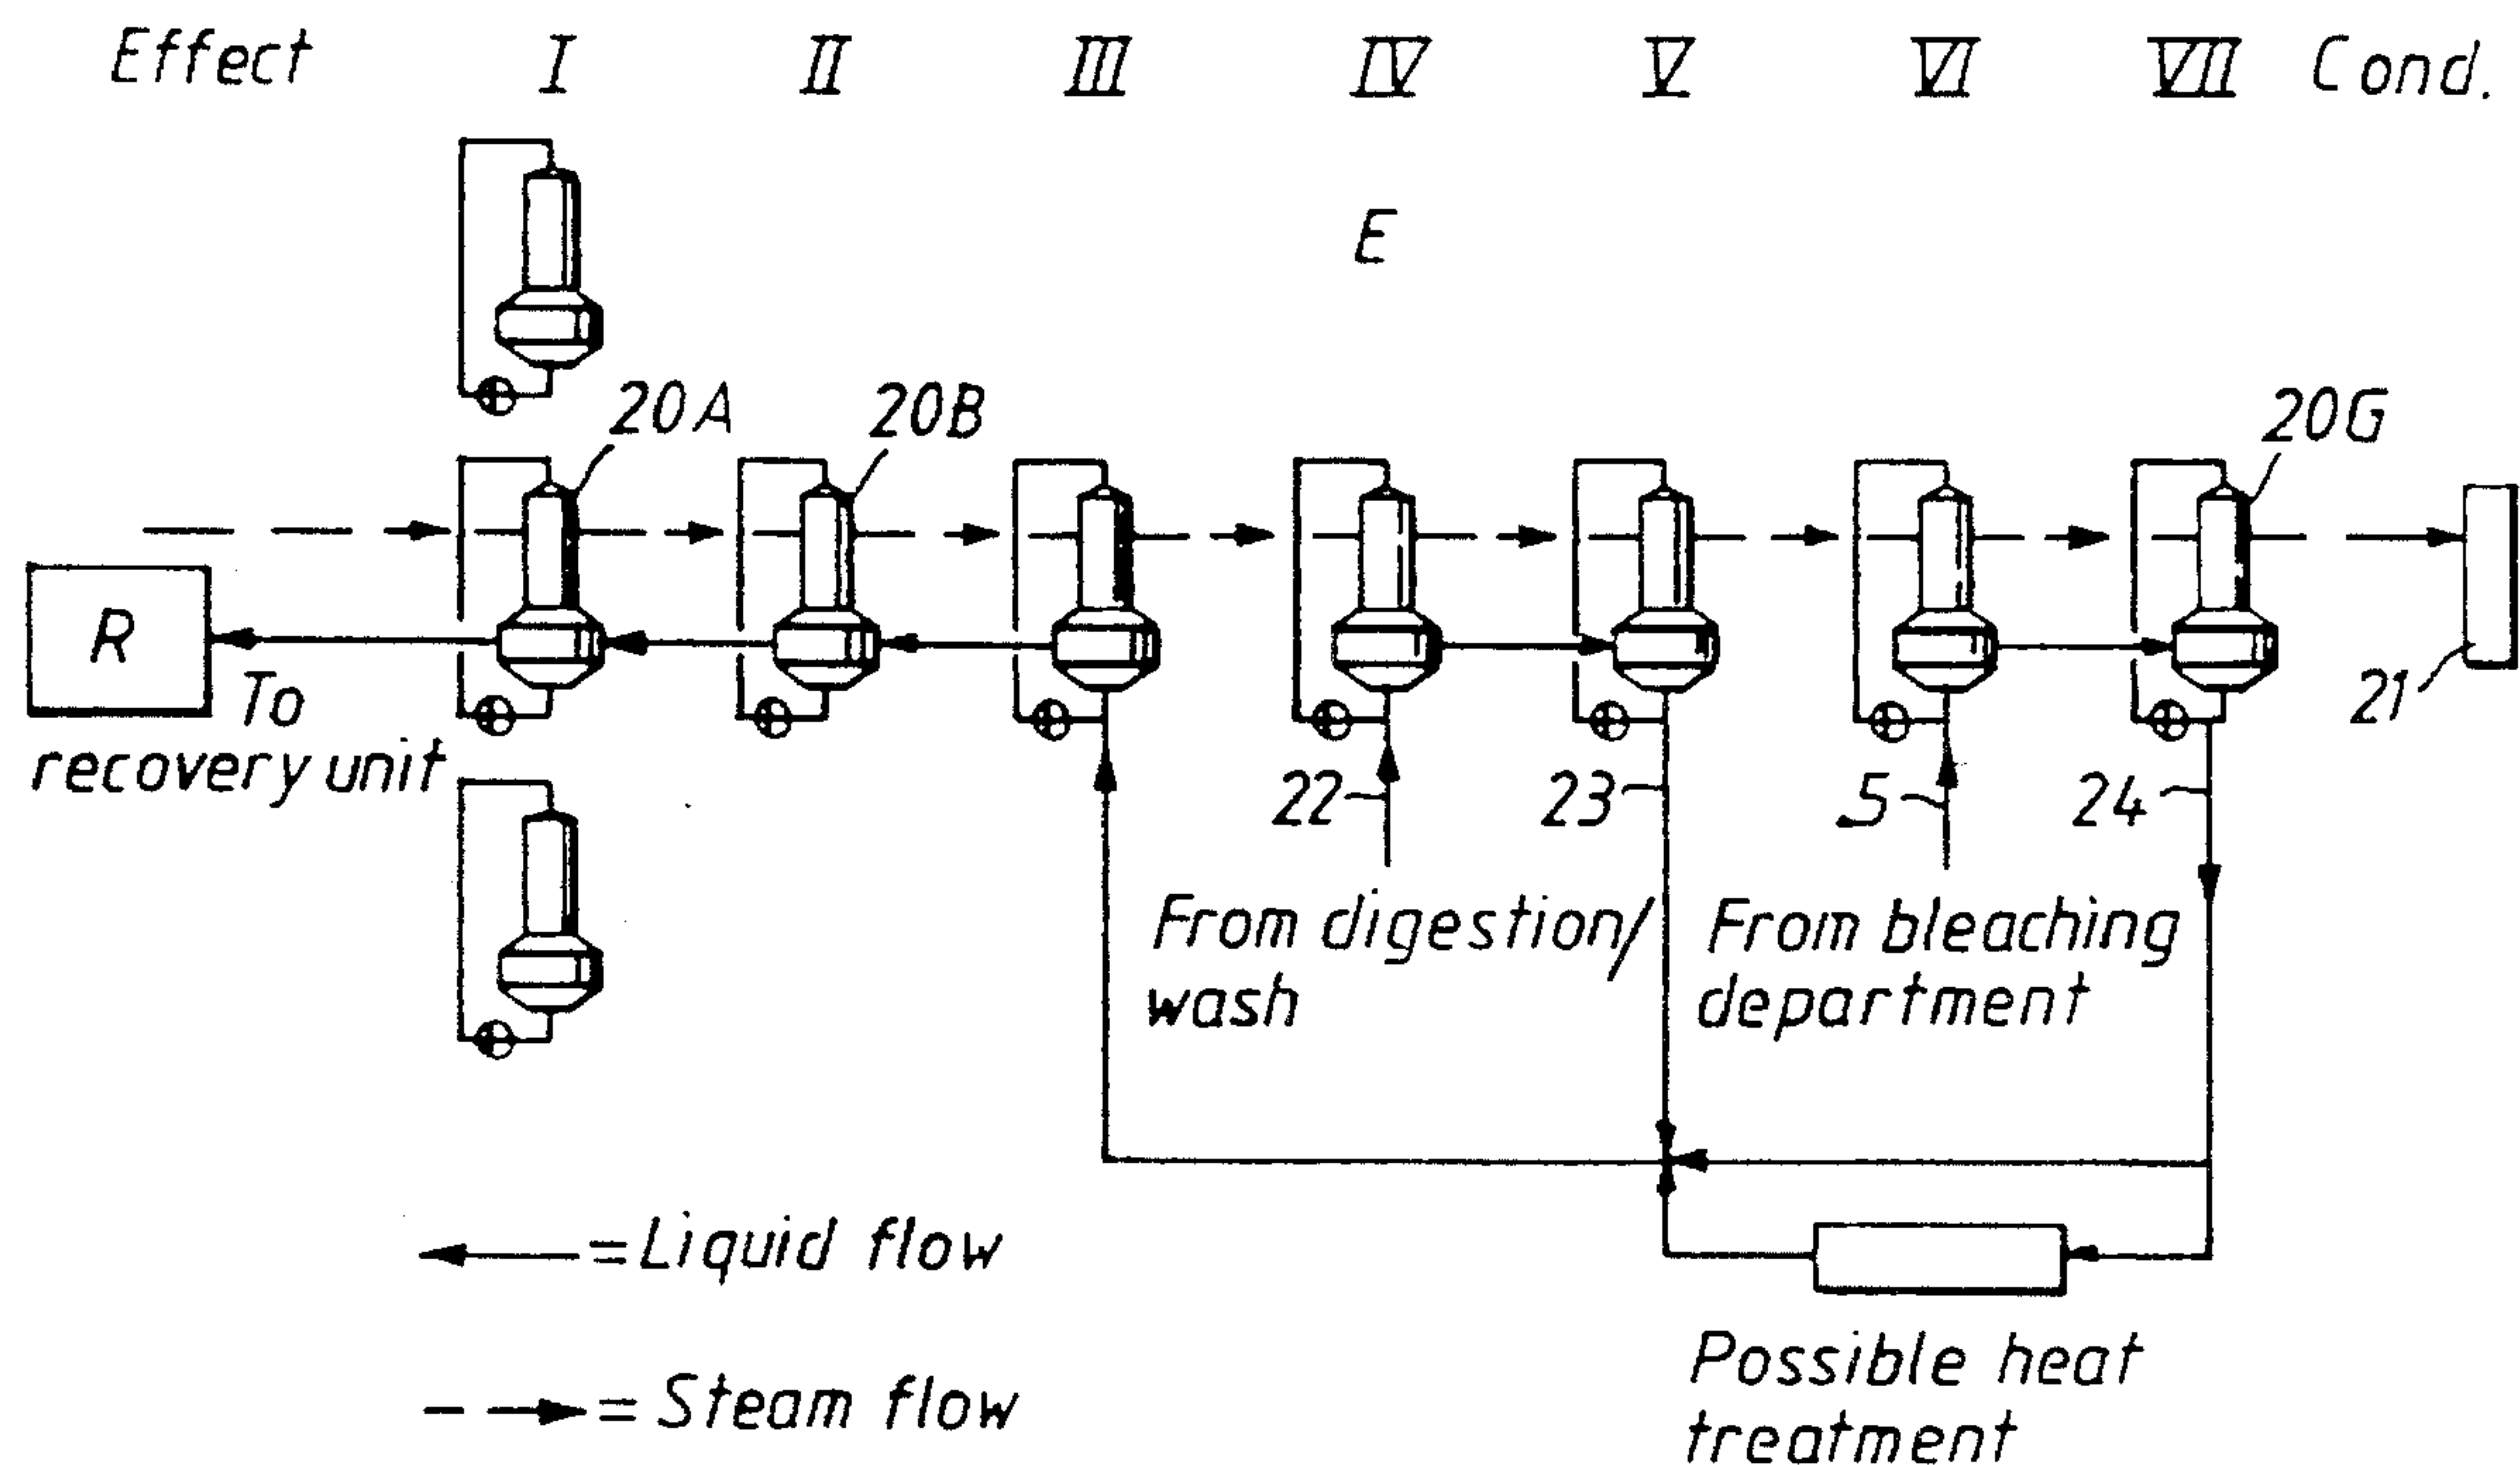 Effect I II III IV V VI VII Cond.
E
20A 20B 20G
R
To
recovery unit
21
22 23 5 24
From digestion/
wash
From bleaching
department
=Liquid flow
= Steam flow
Possible heat
treatment